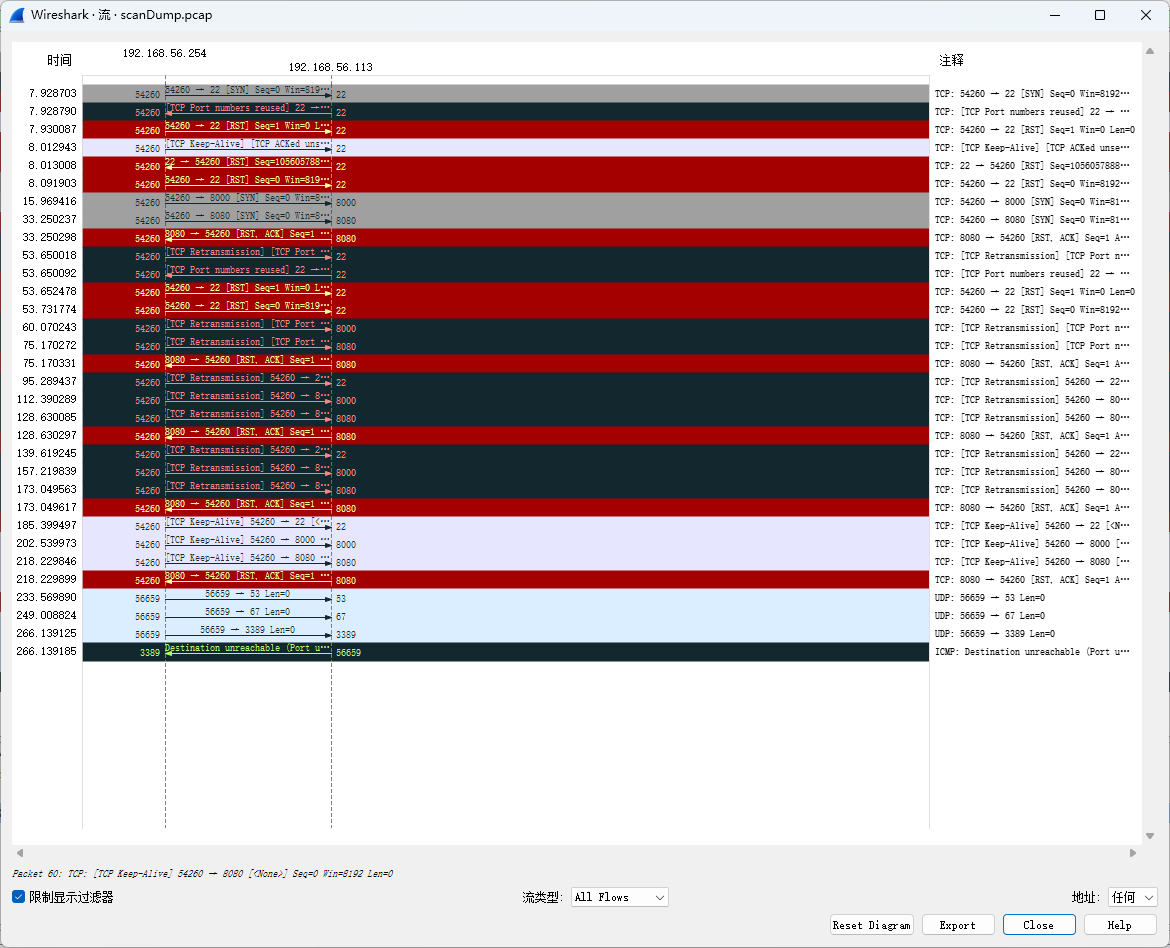 Wireshark · 流 · scanDump.pcap
时间 192.168.56.254 192.168.56.113 注释
7.928703 54260 54260 → 22 [SYN] Seq=0 Win=819··· 22 TCP: 54260 → 22 [SYN] Seq=0 Win=8192···
7.928790 54260 [TCP Port numbers reused] 22 →··· 22 TCP: [TCP Port numbers reused] 22 → ···
7.930087 54260 54260 → 22 [RST] Seq=1 Win=0 L··· 22 TCP: 54260 → 22 [RST] Seq=1 Win=0 Len=0
8.012943 54260 [TCP Keep-Alive] [TCP ACKed uns··· 22 TCP: [TCP Keep-Alive] [TCP ACKed unse···
8.013008 54260 22 → 54260 [RST] Seq=105605788··· 22 TCP: 22 → 54260 [RST] Seq=1056057888···
8.091903 54260 54260 → 22 [RST] Seq=0 Win=819··· 22 TCP: 54260 → 22 [RST] Seq=0 Win=8192···
15.969416 54260 54260 → 8000 [SYN] Seq=0 Win=8··· 8000 TCP: 54260 → 8000 [SYN] Seq=0 Win=81···
33.250237 54260 54260 → 8080 [SYN] Seq=0 Win=8··· 8080 TCP: 54260 → 8080 [SYN] Seq=0 Win=81···
33.250298 54260 8080 → 54260 [RST, ACK] Seq=1 ··· 8080 TCP: 8080 → 54260 [RST, ACK] Seq=1 A···
53.650018 54260 [TCP Retransmission] [TCP Port ··· 22 TCP: [TCP Retransmission] [TCP Port n···
53.650092 54260 [TCP Port numbers reused] 22 →··· 22 TCP: [TCP Port numbers reused] 22 → ···
53.652478 54260 54260 → 22 [RST] Seq=1 Win=0 L··· 22 TCP: 54260 → 22 [RST] Seq=1 Win=0 Len=0
53.731774 54260 54260 → 22 [RST] Seq=0 Win=819··· 22 TCP: 54260 → 22 [RST] Seq=0 Win=8192···
60.070243 54260 [TCP Retransmission] [TCP Port ··· 8000 TCP: [TCP Retransmission] [TCP Port n···
75.170272 54260 [TCP Retransmission] [TCP Port ··· 8080 TCP: [TCP Retransmission] [TCP Port n···
75.170331 54260 8080 → 54260 [RST, ACK] Seq=1 ··· 8080 TCP: 8080 → 54260 [RST, ACK] Seq=1 A···
95.289437 54260 [TCP Retransmission] 54260 → 2··· 22 TCP: [TCP Retransmission] 54260 → 22···
112.390289 54260 [TCP Retransmission] 54260 → 8··· 8000 TCP: [TCP Retransmission] 54260 → 80···
128.630085 54260 [TCP Retransmission] 54260 → 8··· 8080 TCP: [TCP Retransmission] 54260 → 80···
128.630297 54260 8080 → 54260 [RST, ACK] Seq=1 ··· 8080 TCP: 8080 → 54260 [RST, ACK] Seq=1 A···
139.619245 54260 [TCP Retransmission] 54260 → 2··· 22 TCP: [TCP Retransmission] 54260 → 22···
157.219839 54260 [TCP Retransmission] 54260 → 8··· 8000 TCP: [TCP Retransmission] 54260 → 80···
173.049563 54260 [TCP Retransmission] 54260 → 8··· 8080 TCP: [TCP Retransmission] 54260 → 80···
173.049617 54260 8080 → 54260 [RST, ACK] Seq=1 ··· 8080 TCP: 8080 → 54260 [RST, ACK] Seq=1 A···
185.399497 54260 [TCP Keep-Alive] 54260 → 22 [<··· 22 TCP: [TCP Keep-Alive] 54260 → 22 [<N···
202.539973 54260 [TCP Keep-Alive] 54260 → 8000 ··· 8000 TCP: [TCP Keep-Alive] 54260 → 8000 [···
218.229846 54260 [TCP Keep-Alive] 54260 → 8080 ··· 8080 TCP: [TCP Keep-Alive] 54260 → 8080 [···
218.229899 54260 8080 → 54260 [RST, ACK] Seq=1 ··· 8080 TCP: 8080 → 54260 [RST, ACK] Seq=1 A···
233.569890 56659 56659 → 53 Len=0 53 UDP: 56659 → 53 Len=0
249.008824 56659 56659 → 67 Len=0 67 UDP: 56659 → 67 Len=0
266.139125 56659 56659 → 3389 Len=0 3389 UDP: 56659 → 3389 Len=0
266.139185 3389 Destination unreachable (Port u··· 56659 ICMP: Destination unreachable (Port u···
Packet 60: TCP: [TCP Keep-Alive] 54260 → 8080 [<None>] Seq=0 Win=8192 Len=0
限制显示过滤器 流类型: All Flows 地址: 任何
Reset Diagram Export Close Help